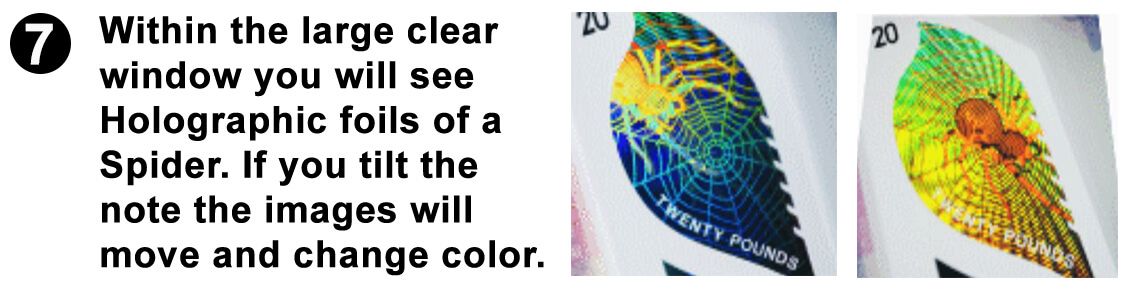 7
Within the large clear
window you will see
Holographic foils of a
Spider. If you tilt the
note the images will
move and change color.
20
TWENTY POUNDS
20
TWENTY POUNDS